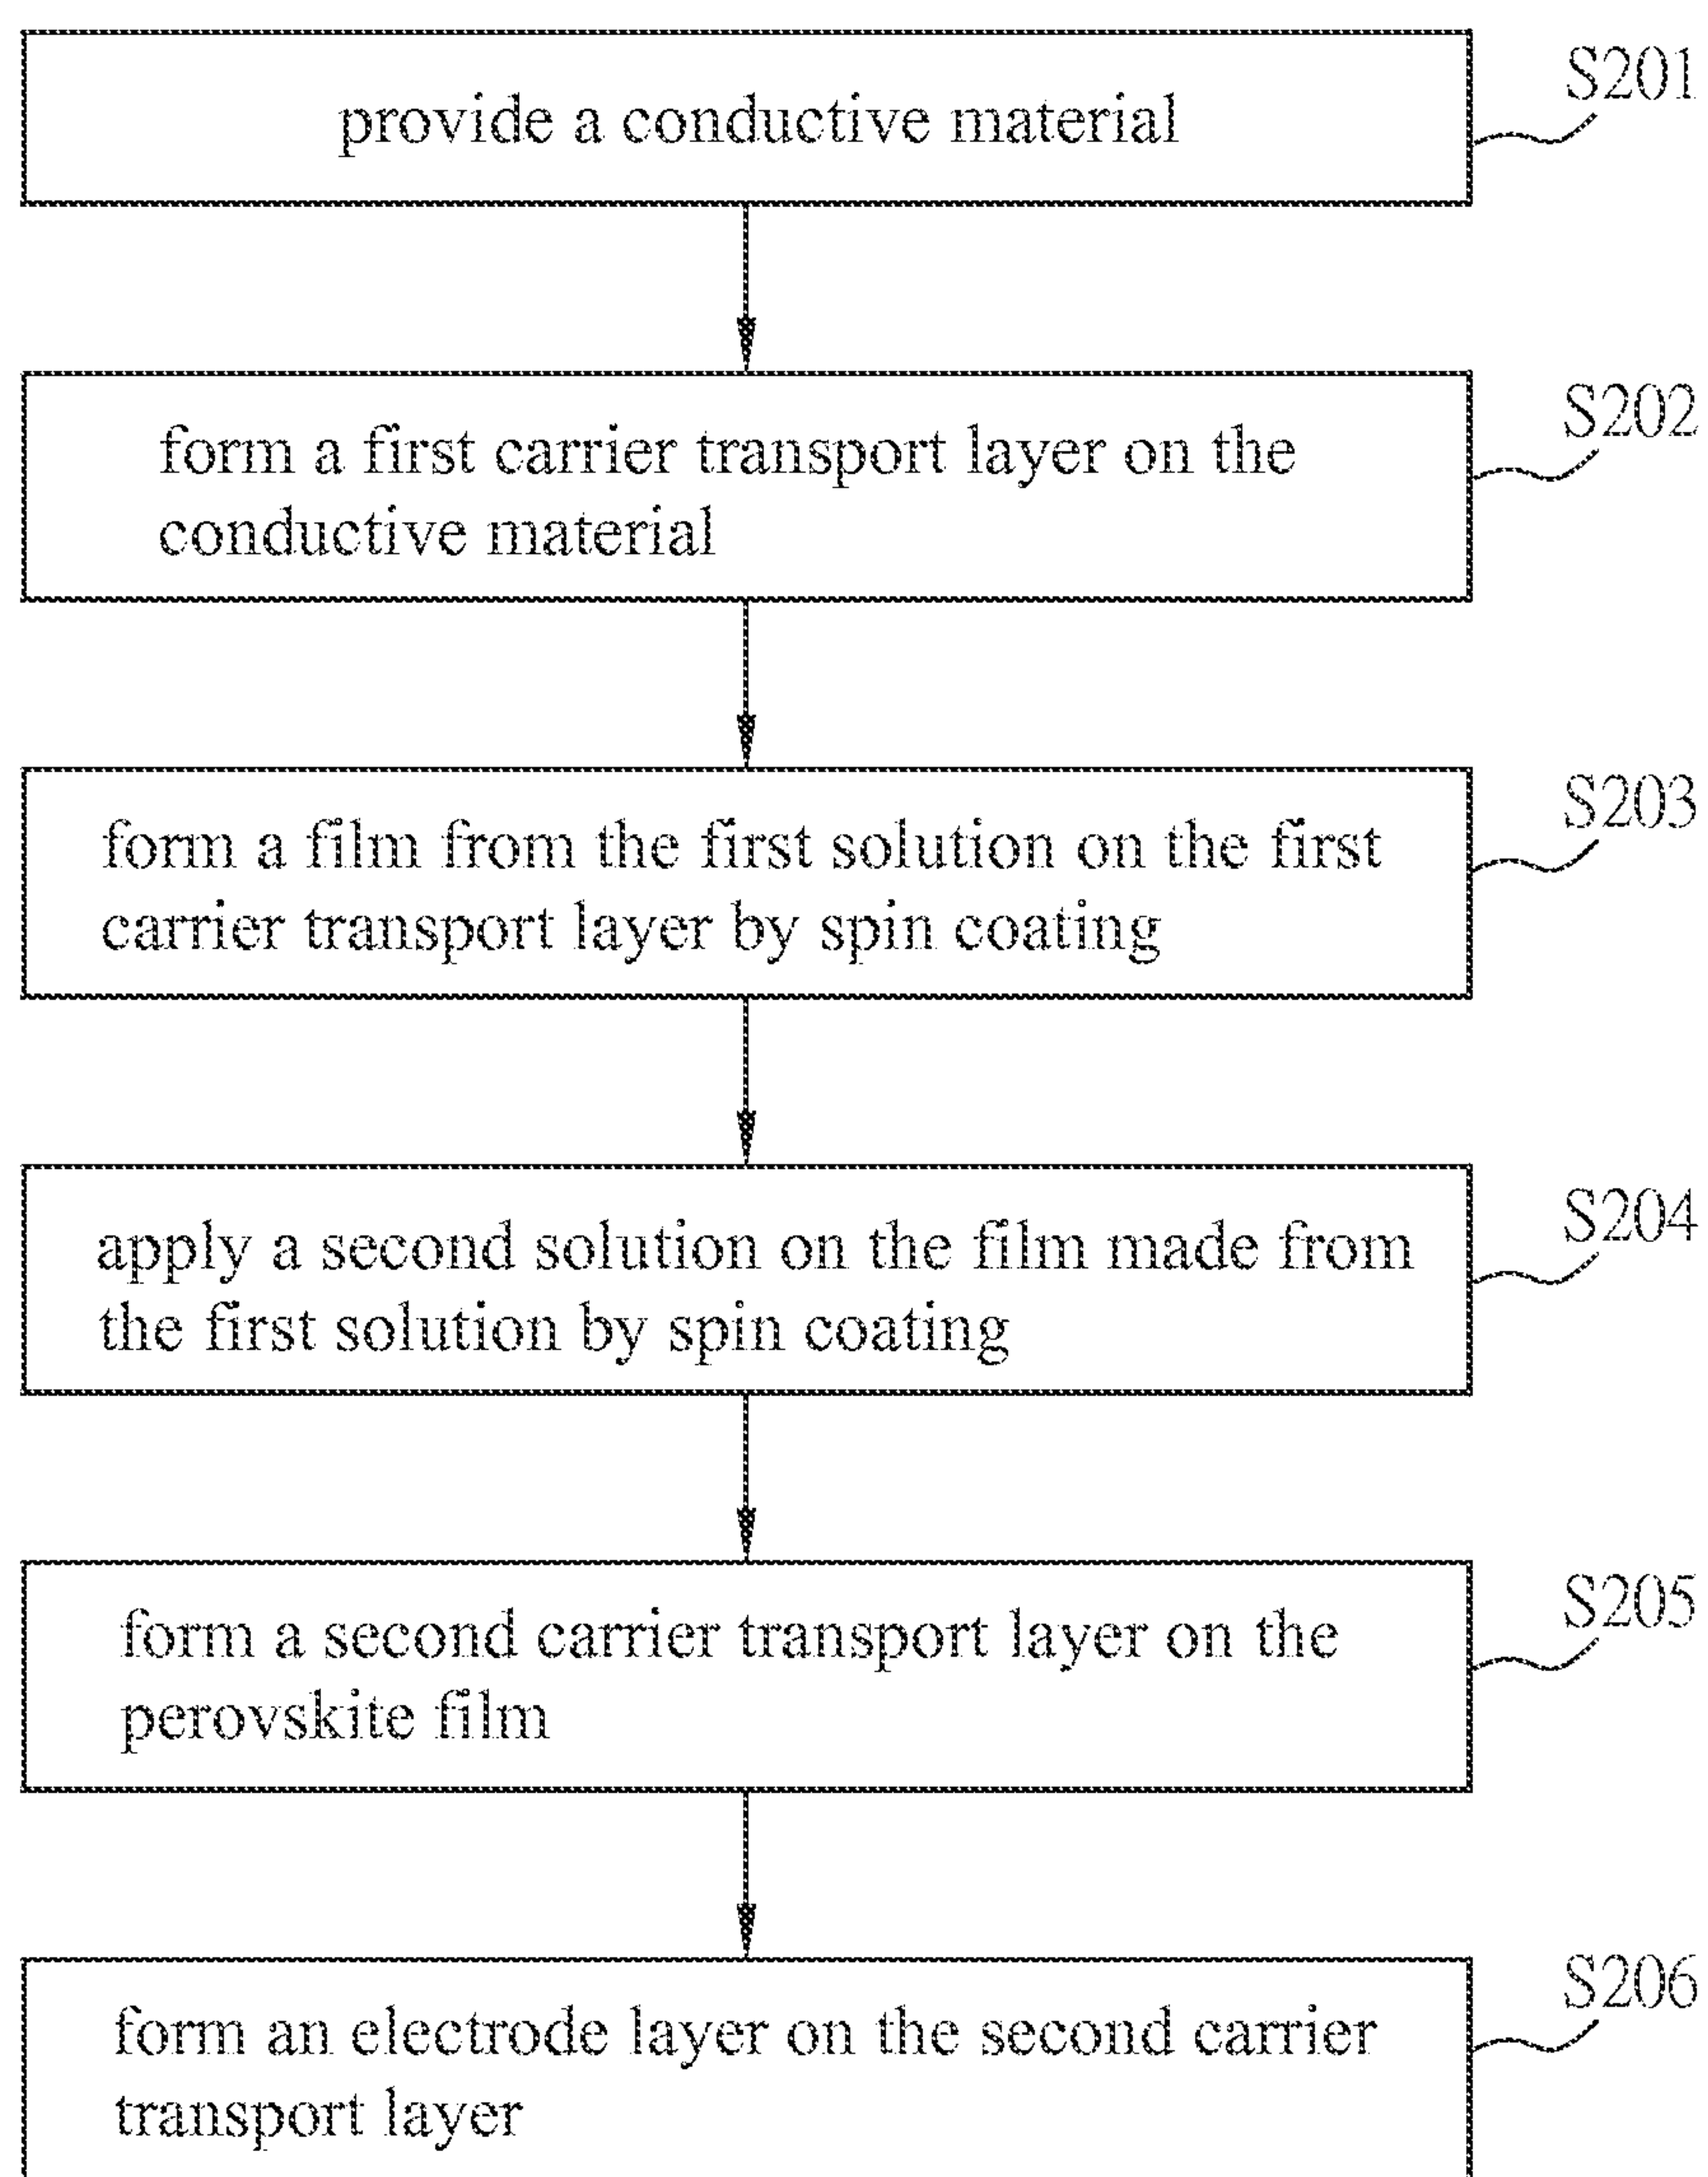 provide a conductive material
S201
form a first carrier transport layer on the
conductive material
S202
form a film from the first solution on the first
carrier transport layer by spin coating
S203
apply a second solution on the film made from
the first solution by spin coating
S204
form a second carrier transport layer on the
perovskite film
S205
form an electrode layer on the second carrier
transport layer
S206